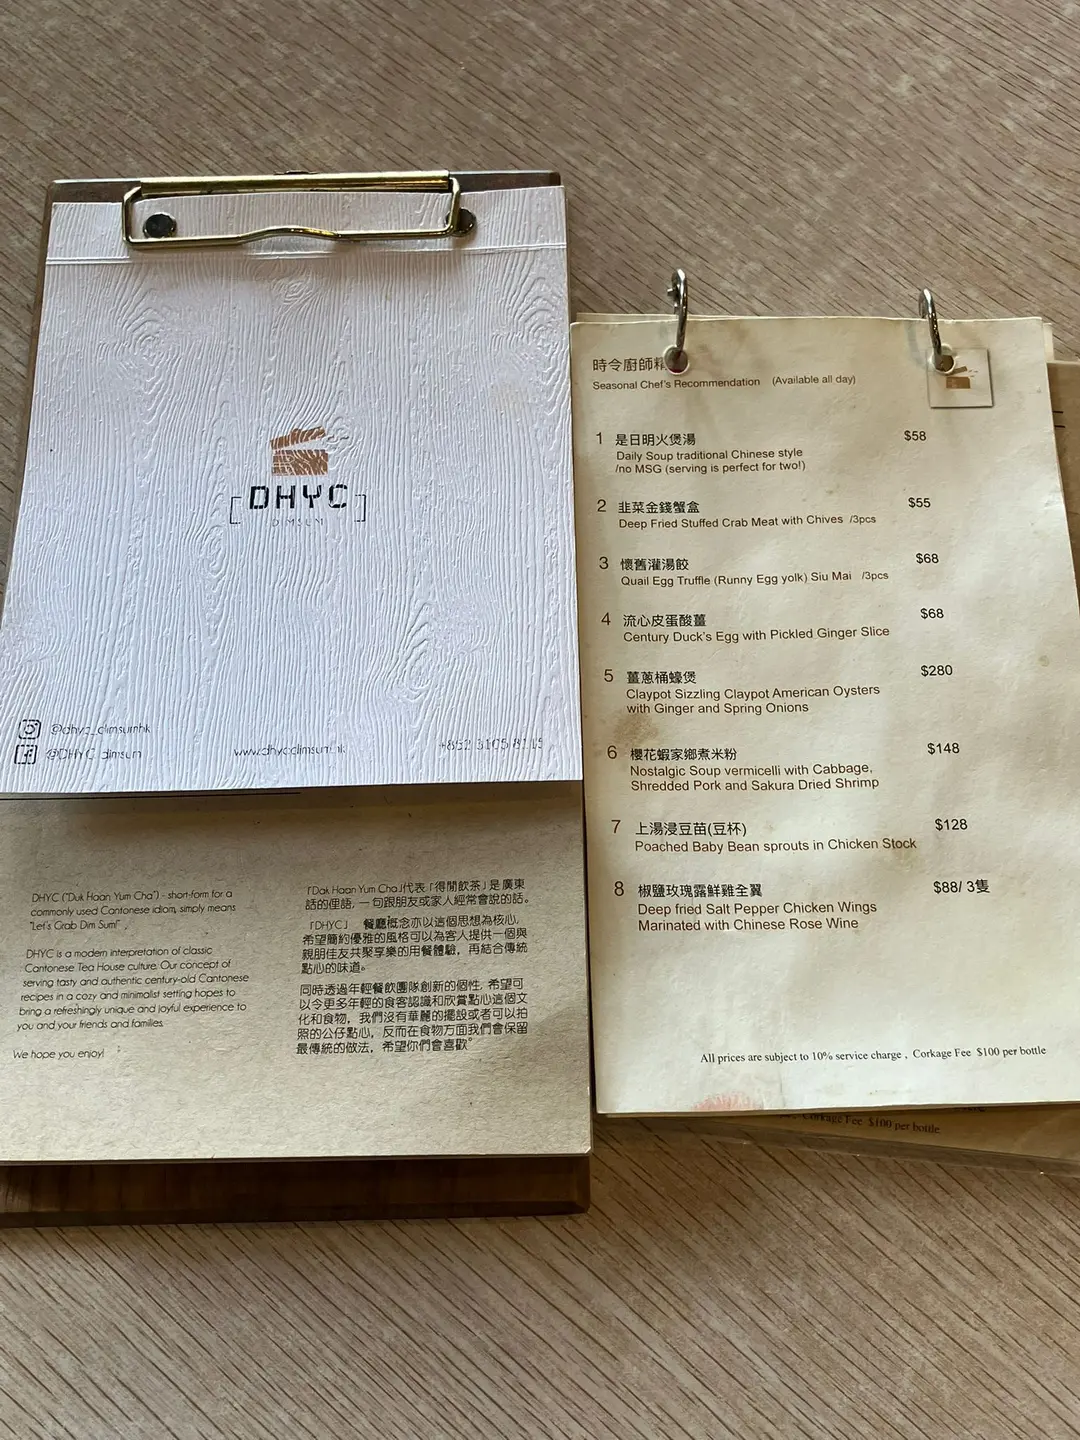 DHYC
DIMSUM
@dhyc_dimsumhk
@DHYC dimsum
www.dhycdimsum.hk
+852 3105 8115
DHYC ("Duk Haan Yum Cha") - short-form for a
commonly used Cantonese idiom, simply means
"Let's Grab Dim Sum!" .
DHYC is a modern interpretation of classic
Cantonese Tea House culture. Our concept of
serving tasty and authentic century-old Cantonese
recipes in a cozy and minimalist setting hopes to
bring a refreshingly unique and joyful experience to
you and your friends and families.
We hope you enjoy!
「Dak Haan Yum Cha」代表「得閒飲茶」是廣東
話的俚語, 一句跟朋友或家人經常會說的話。
「DHYC」 餐廳概念亦以這個思想為核心,
希望簡約優雅的風格可以為客人提供一個與
親朋佳友共聚享樂的用餐體驗, 再結合傳統
點心的味道。
同時透過年輕餐飲團隊創新的個性, 希望可
以令更多年輕的食客認識和欣賞點心這個文
化和食物, 我們沒有華麗的擺設或者可以拍
照的公仔點心, 反而在食物方面我們會保留
最傳統的做法, 希望你們會喜歡。
時令廚師精
Seasonal Chef's Recommendation (Available all day)
1 是日明火煲湯 $58
Daily Soup traditional Chinese style
/no MSG (serving is perfect for two!)
2 韭菜金錢蟹盒 $55
Deep Fried Stuffed Crab Meat with Chives /3pcs
3 懷舊灌湯餃 $68
Quail Egg Truffle (Runny Egg yolk) Siu Mai /3pcs
4 流心皮蛋酸薑 $68
Century Duck's Egg with Pickled Ginger Slice
5 薑蔥桶蠔煲 $280
Claypot Sizzling Claypot American Oysters
with Ginger and Spring Onions
6 櫻花蝦家鄉煮米粉 $148
Nostalgic Soup vermicelli with Cabbage,
Shredded Pork and Sakura Dried Shrimp
7 上湯浸豆苗(豆杯) $128
Poached Baby Bean sprouts in Chicken Stock
8 椒鹽玫瑰露鮮雞全翼 $88/ 3隻
Deep fried Salt Pepper Chicken Wings
Marinated with Chinese Rose Wine
All prices are subject to 10% service charge , Corkage Fee $100 per bottle
Corkage Fee $100 per bottle